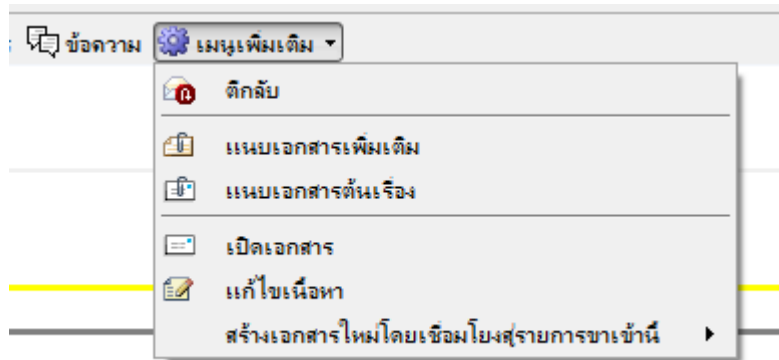 ข้อความ เมนูเพิ่มเติม
ตีกลับ
แนบเอกสารเพิ่มเติม
แนบเอกสารต้นเรื่อง
เปิดเอกสาร
แก้ไขเนื้อหา
สร้างเอกสารใหม่โดยเชื่อมโยงสู่รายการขาเข้านี้